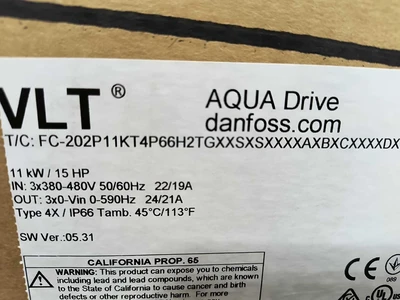 VLT®
AQUA Drive
danfoss.com
T/C: FC-202P11KT4P66H2TGXXSXSXXXXAXBXCXXXXDX
11 kW / 15 HP
IN: 3x380-480V 50/60Hz 22/19A
OUT: 3x0-Vin 0-590Hz 24/21A
Type 4X / IP66 Tamb. 45°C/113°F
SW Ver.:05.31
CALIFORNIA PROP. 65
WARNING: This product can expose you to chemicals
including lead and lead compounds, which are known to
the State of California to cause cancer and birth
defects or other reproductive harm.
CE